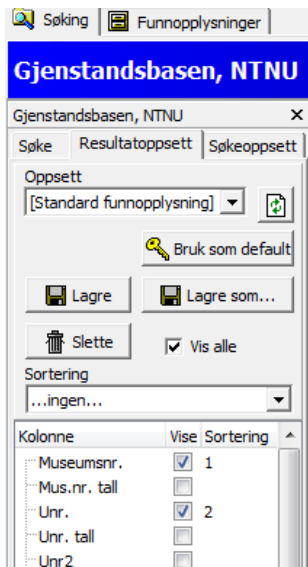 Søking Funnopplysninger
Gjenstandsbasen, NTNU
Gjenstandsbasen, NTNU
Søke Resultatoppsett Søkeoppsett
Oppsett
[Standard funnopplysning]
Bruk som default
Lagre Lagre som...
Slette Vis alle
Sortering
...ingen...
Kolonne Vise Sortering
Museumsnr. 1
Mus.nr. tall
Unr. 2
Unr. tall
Unr2